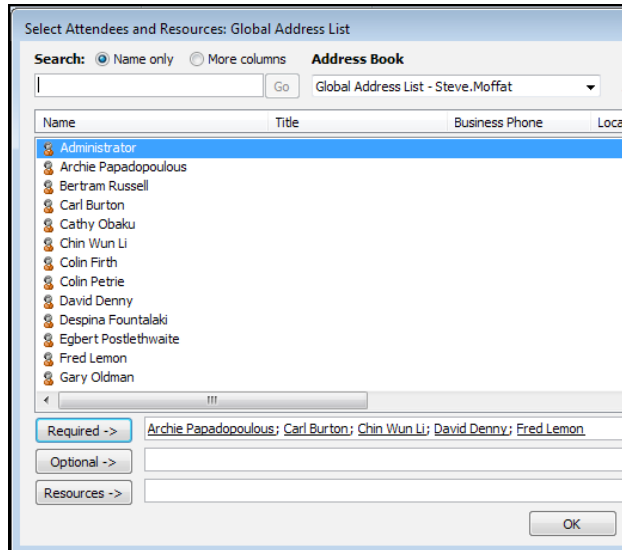 Select Attendees and Resources: Global Address List
Search: Name only More columns Address Book
Go Global Address List - Steve.Moffat
Name Title Business Phone Loca
Administrator
Archie Papadopoulous
Bertram Russell
Carl Burton
Cathy Obaku
Chin Wun Li
Colin Firth
Colin Petrie
David Denny
Despina Fountalaki
Egbert Postlethwaite
Fred Lemon
Gary Oldman
Required -> Archie Papadopoulous; Carl Burton; Chin Wun Li; David Denny; Fred Lemon
Optional ->
Resources ->
OK